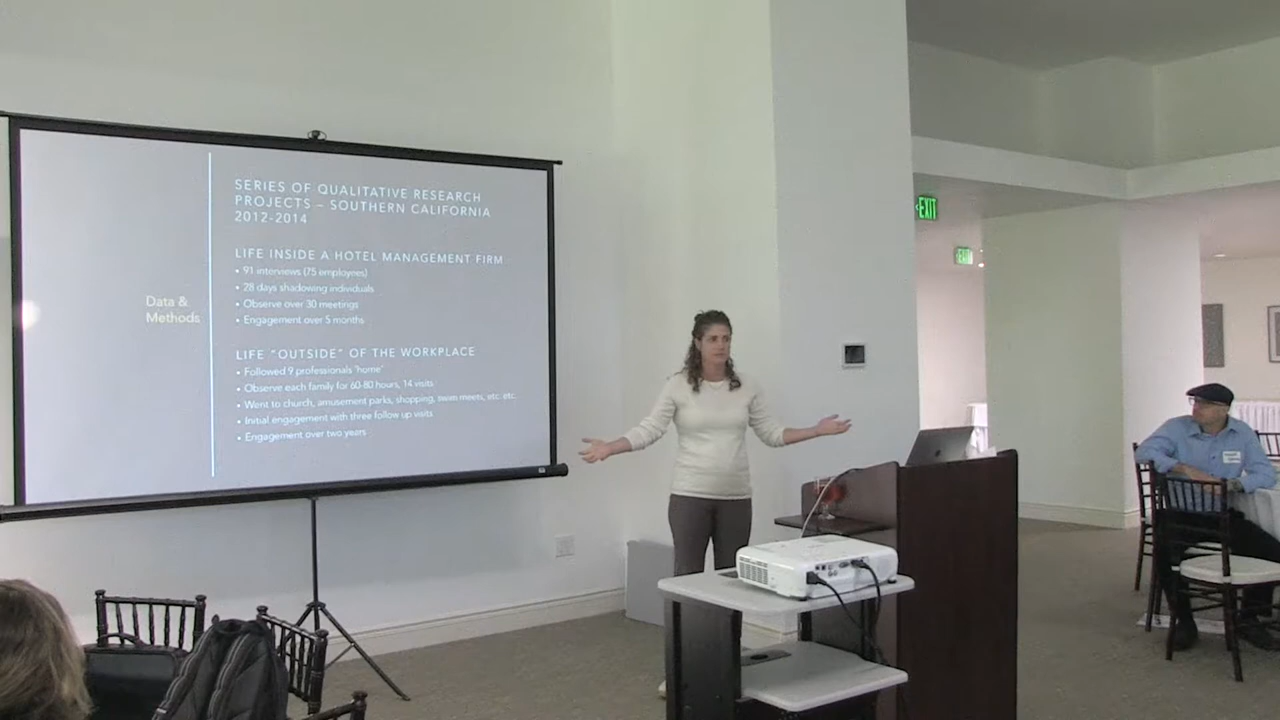 SERIES OF QUALITATIVE RESEARCH
PROJECTS – SOUTHERN CALIFORNIA
2012-2014
LIFE INSIDE A HOTEL MANAGEMENT FIRM
• 91 interviews (75 employees)
• 28 days shadowing individuals
• Observe over 30 meetings
• Engagement over 5 months
Data &
Methods
LIFE "OUTSIDE" OF THE WORKPLACE
• Followed 9 professionals "home"
• Observe each family for 60-80 hours, 14 visits
• Went to church, amusement parks, shopping, swim meets, etc. etc.
• Initial engagement with three follow up visits
• Engagement over two years
EXIT
EXIT